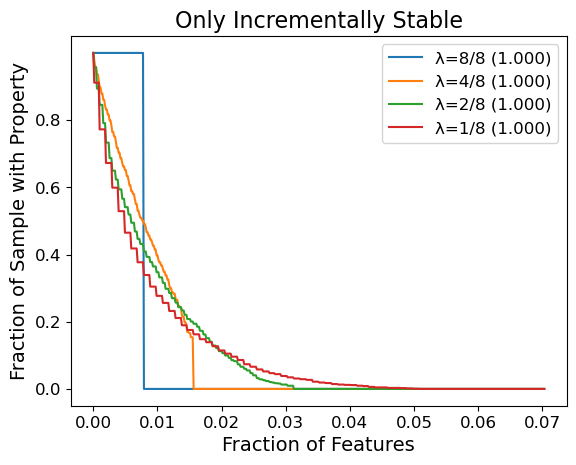 Only Incrementally Stable
λ=8/8 (1.000)
λ=4/8 (1.000)
λ=2/8 (1.000)
λ=1/8 (1.000)
Fraction of Sample with Property
0.8
0.6
0.4
0.2
0.0
0.00 0.01 0.02 0.03 0.04 0.05 0.06 0.07
Fraction of Features